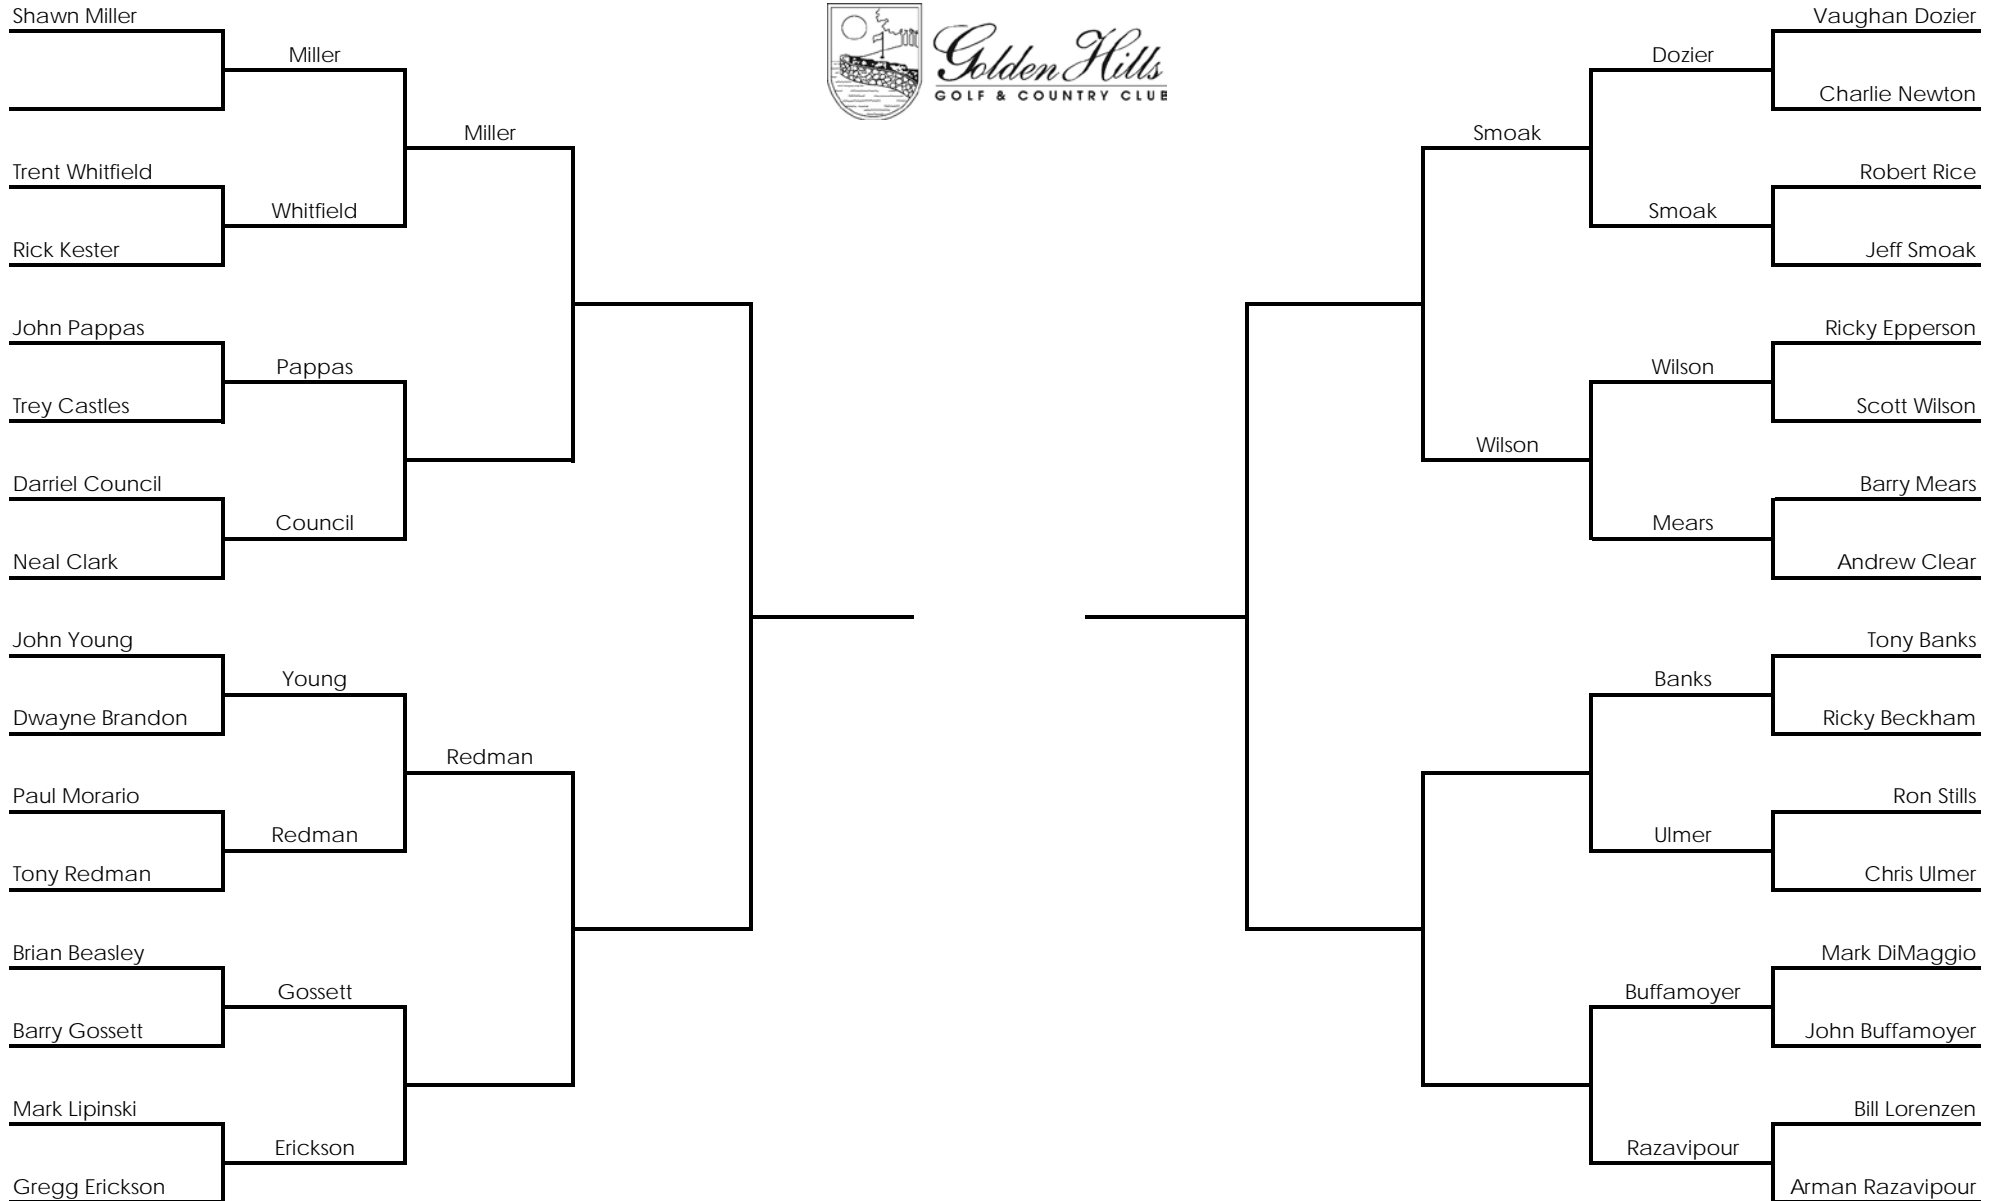 Golden Hills
GOLF & COUNTRY CLUB
Shawn Miller
Miller
Miller
Trent Whitfield
Whitfield
Rick Kester
John Pappas
Pappas
Trey Castles
Darriel Council
Council
Neal Clark
John Young
Young
Dwayne Brandon
Redman
Paul Morario
Redman
Tony Redman
Brian Beasley
Gossett
Barry Gossett
Mark Lipinski
Erickson
Gregg Erickson
Vaughan Dozier
Dozier
Charlie Newton
Smoak
Robert Rice
Smoak
Jeff Smoak
Ricky Epperson
Wilson
Scott Wilson
Wilson
Barry Mears
Mears
Andrew Clear
Tony Banks
Banks
Ricky Beckham
Ron Stills
Ulmer
Chris Ulmer
Mark DiMaggio
Buffamoyer
John Buffamoyer
Bill Lorenzen
Razavipour
Arman Razavipour